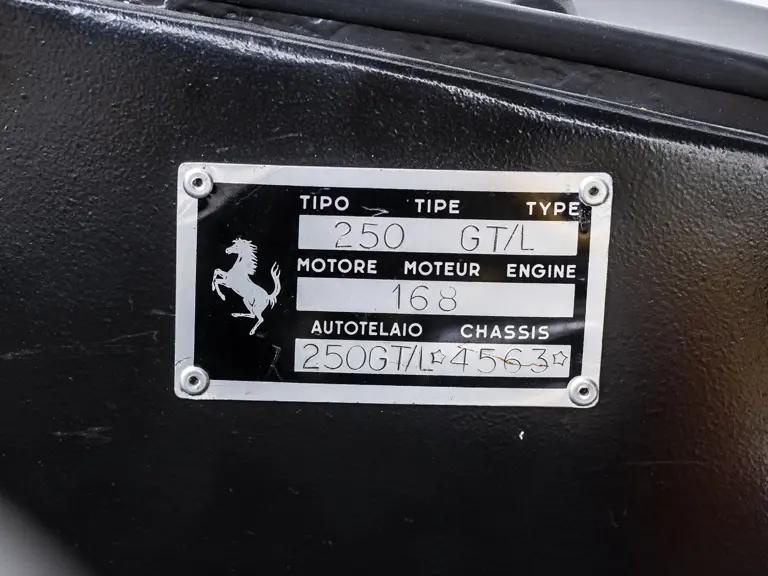 TIPO TIPE TYPE
250 GT/L
MOTORE MOTEUR ENGINE
168
AUTOTELAIO CHASSIS
250GT/L☆4563☆